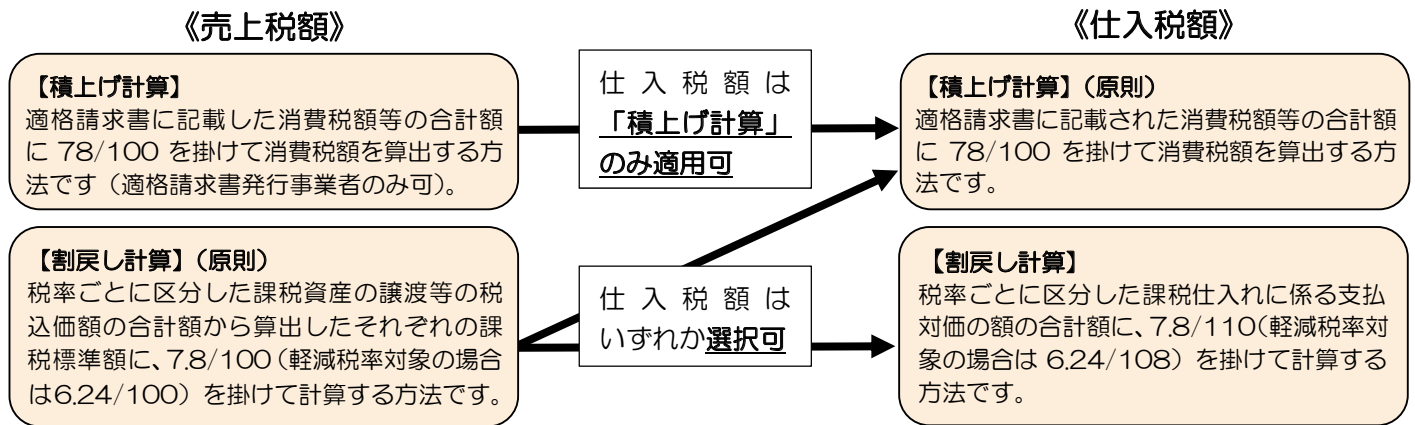 《売上税額》
《仕入税額》
【積上げ計算】
適格請求書に記載した消費税額等の合計額
に 78/100 を掛けて消費税額を算出する方
法です（適格請求書発行事業者のみ可）。
仕入税額は
「積上げ計算」
のみ適用可
【積上げ計算】（原則）
適格請求書に記載された消費税額等の合計額
に 78/100 を掛けて消費税額を算出する方
法です。
【割戻し計算】（原則）
税率ごとに区分した課税資産の譲渡等の税
込価額の合計額から算出したそれぞれの課
税標準額に、7.8/100（軽減税率対象の場合
は6.24/100）を掛けて計算する方法です。
仕入税額は
いずれか選択可
【割戻し計算】
税率ごとに区分した課税仕入れに係る支払
対価の額の合計額に、7.8/110（軽減税率対
象の場合は 6.24/108）を掛けて計算する
方法です。